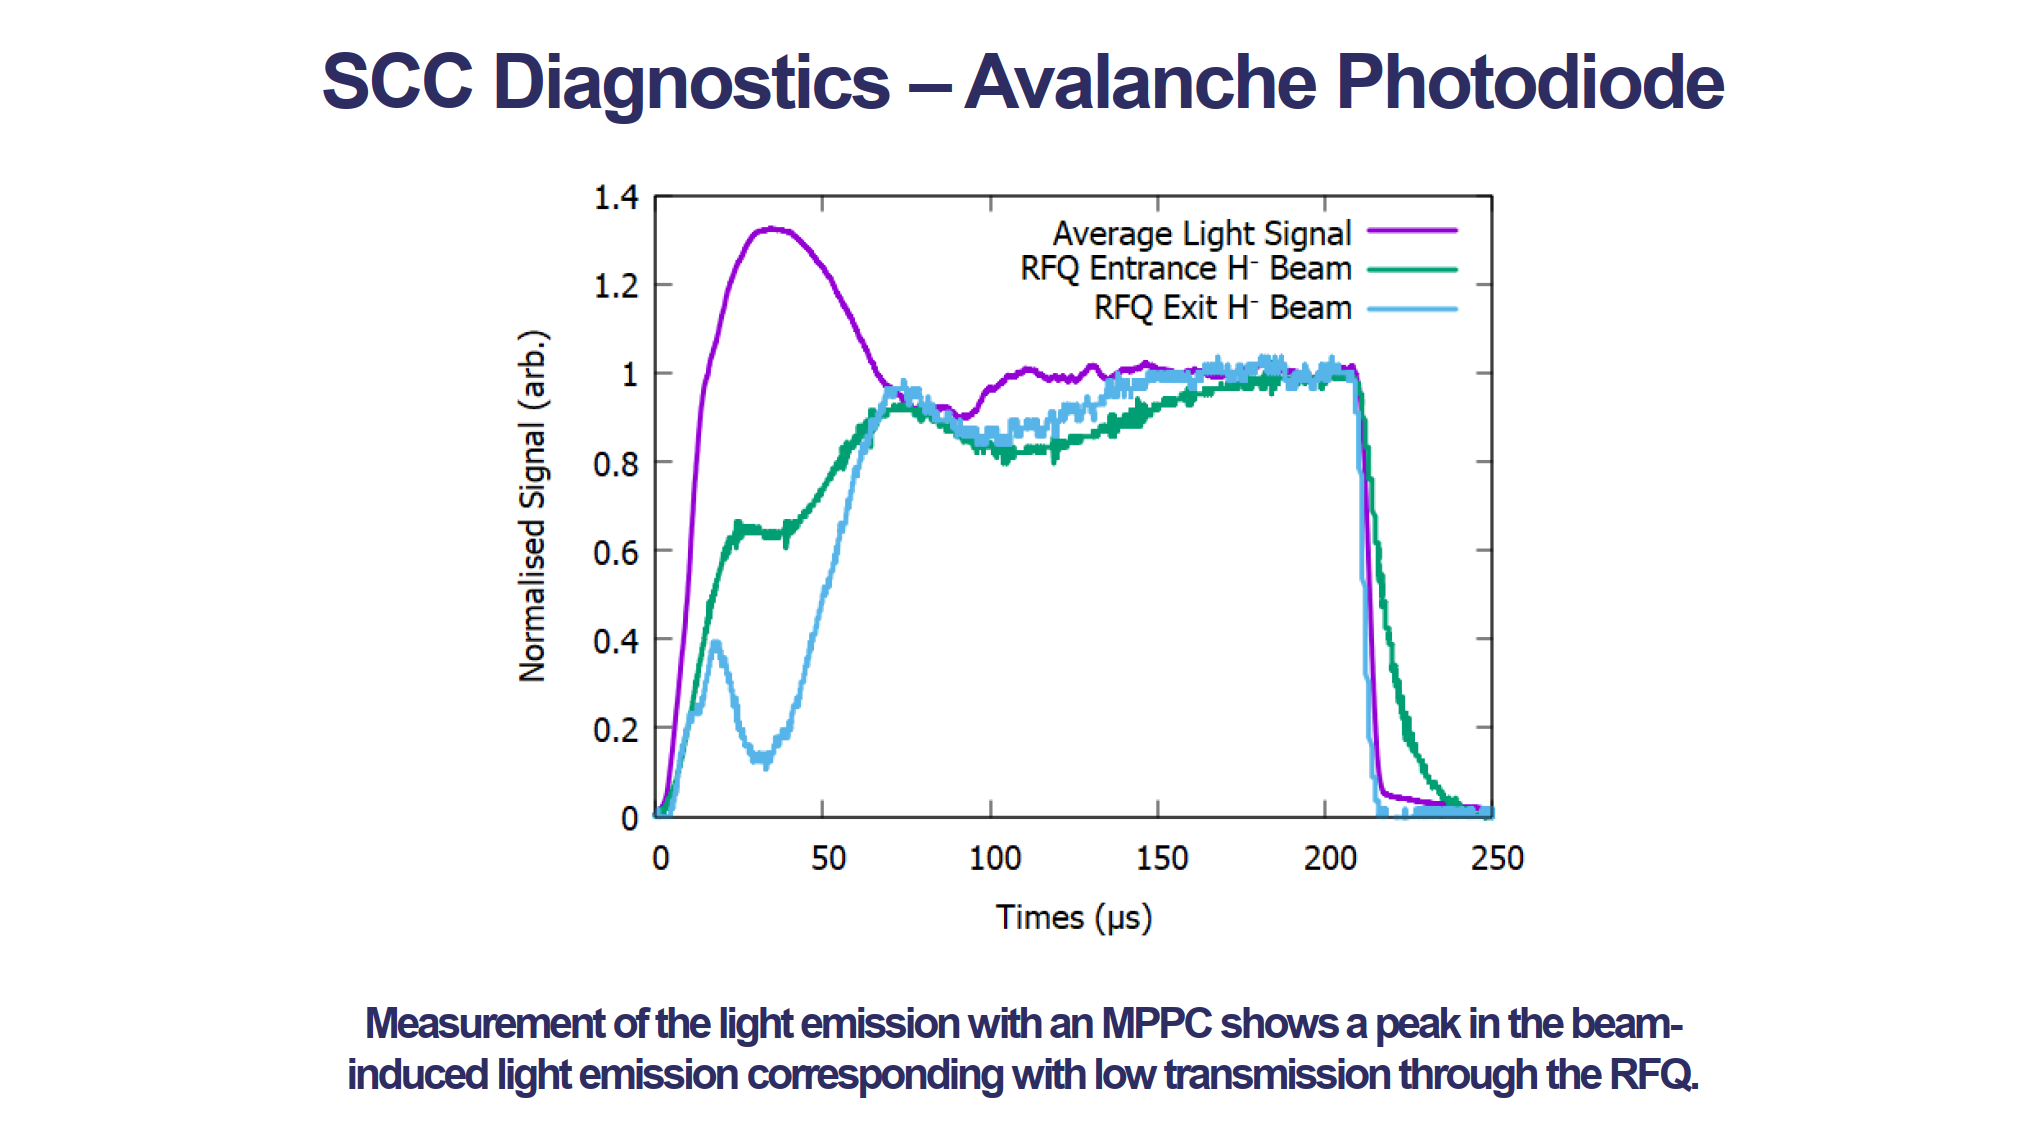 SCC Diagnostics – Avalanche Photodiode
1.4
1.2
1
0.8
0.6
0.4
0.2
0
Normalised Signal (arb.)
Average Light Signal
RFQ Entrance H⁻ Beam
RFQ Exit H⁻ Beam
0 50 100 150 200 250
Times (µs)
Measurement of the light emission with an MPPC shows a peak in the beam-
induced light emission corresponding with low transmission through the RFQ.